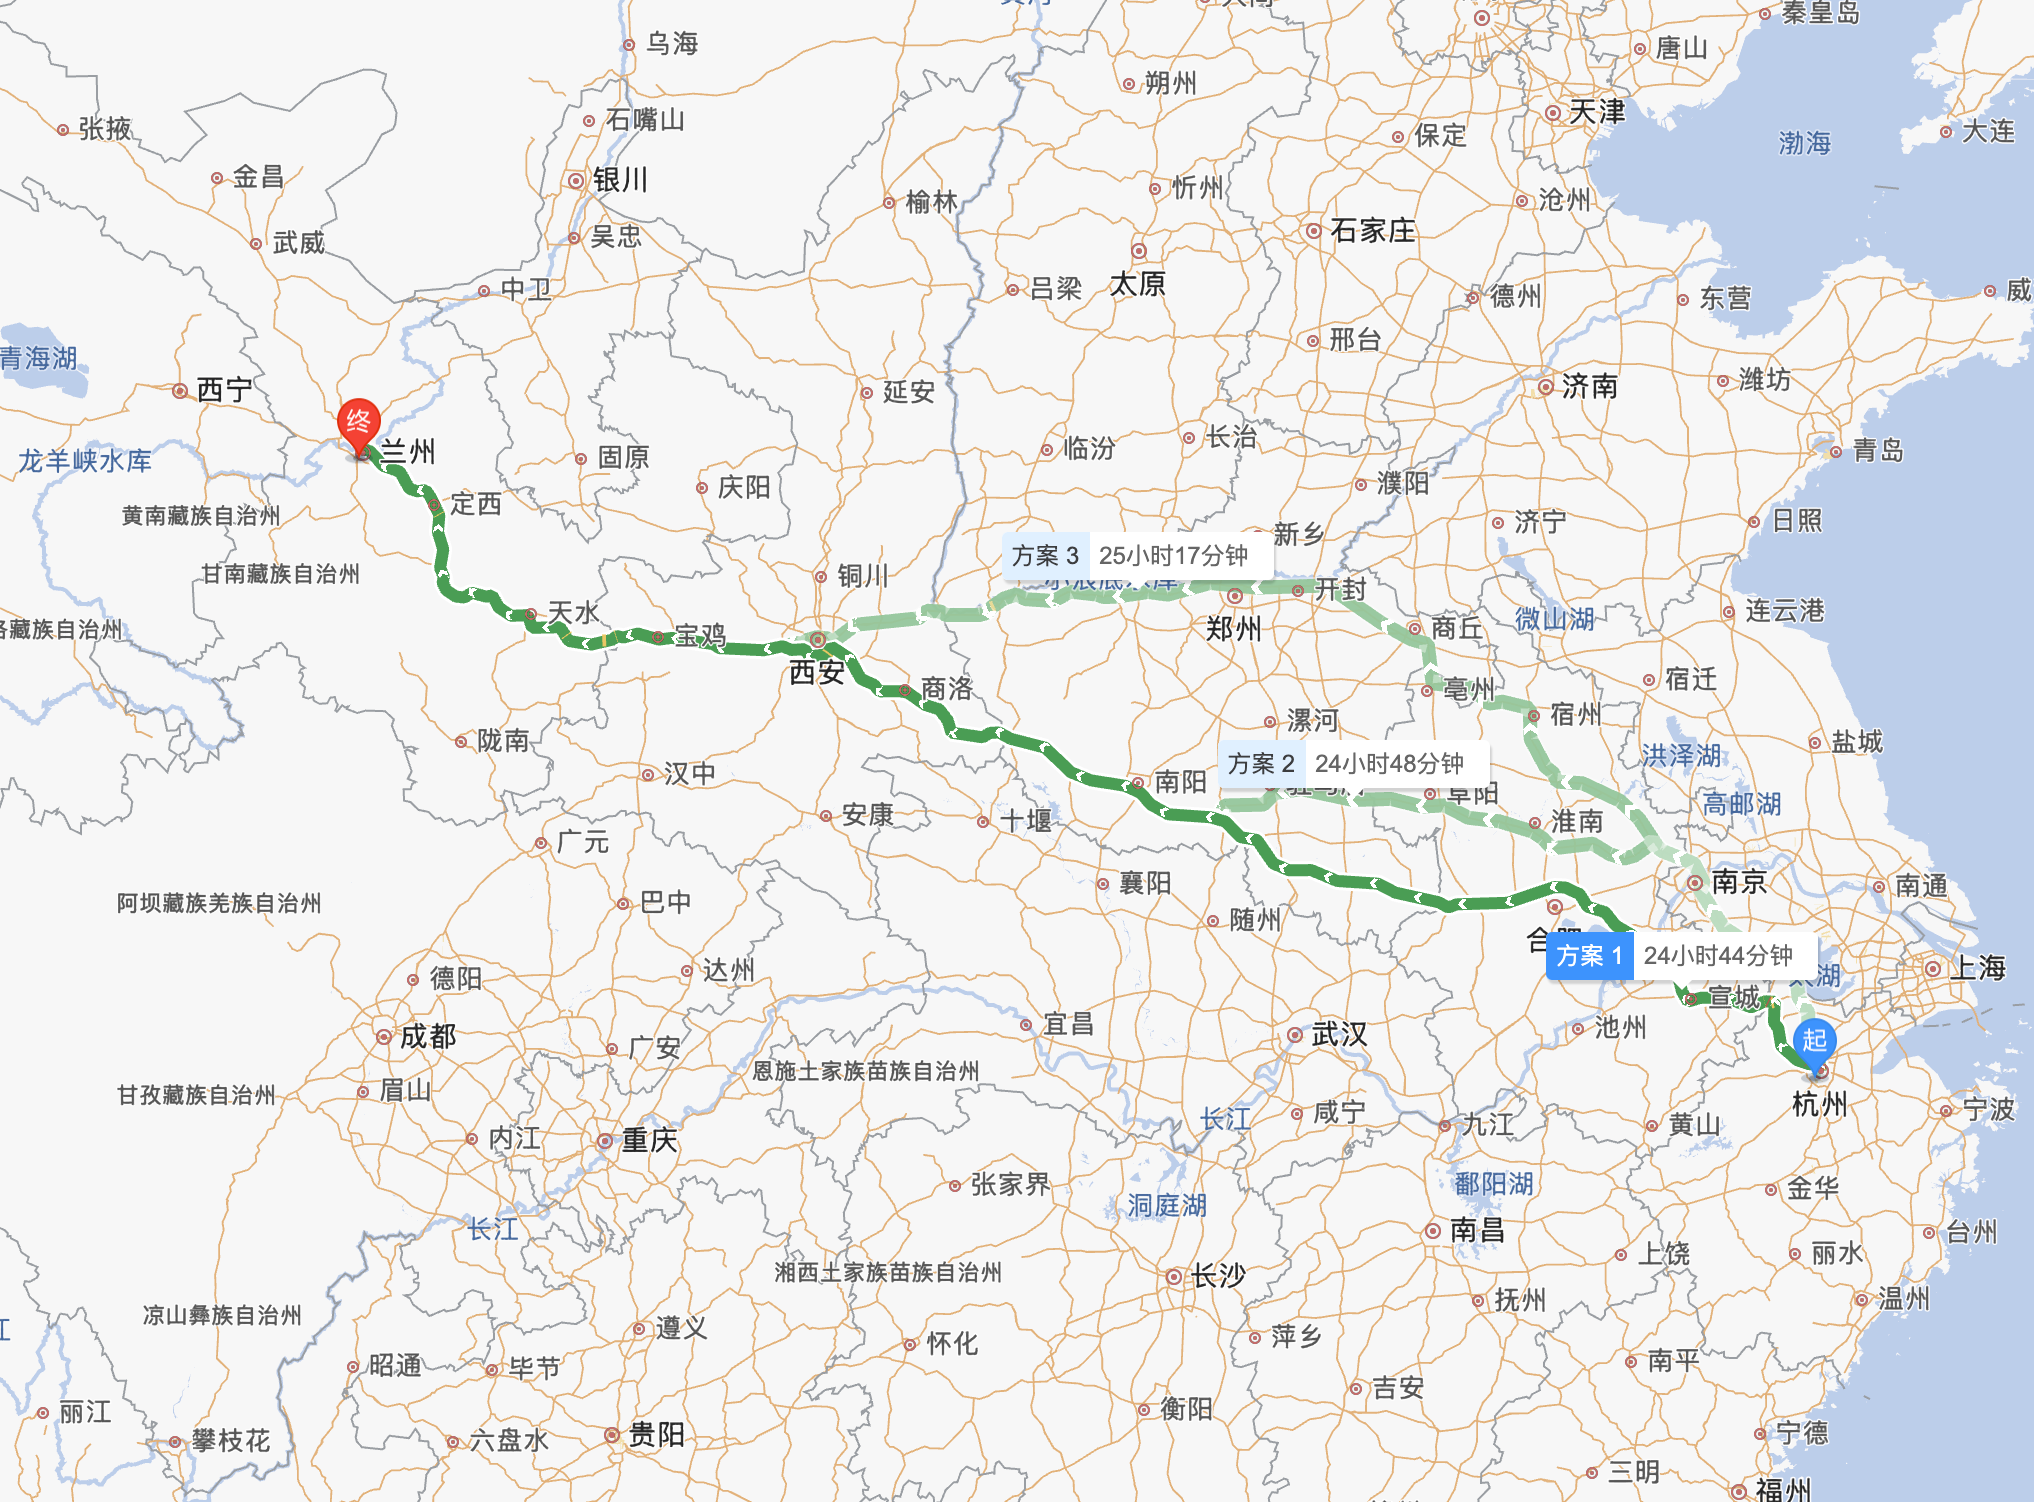 秦皇岛
乌海
唐山
朔州
天津
石嘴山
张掖
保定
大连
渤海
金昌
银川
忻州
榆林
沧州
石家庄
吴忠
武威
太原
中卫
吕梁
德州
东营
威
邢台
青海湖
西宁
济南
潍坊
延安
终
兰州
龙羊峡水库
固原
临汾
长治
青岛
庆阳
濮阳
定西
黄南藏族自治州
济宁
日照
新乡
方案 3
25小时17分钟
甘南藏族自治州
铜川
开封
天水
微山湖
连云港
宝鸡
郑州
商丘
西安
商洛
亳州
宿迁
宿州
漯河
陇南
盐城
洪泽湖
方案 2
24小时48分钟
汉中
南阳
阜阳
高邮湖
安康
十堰
淮南
广元
襄阳
南京
南通
阿坝藏族羌族自治州
巴中
随州
方案 1
24小时44分钟
达州
德阳
上海
宣城
宜昌
池州
武汉
起
成都
广安
恩施土家族苗族自治州
甘孜藏族自治州
眉山
杭州
长江
咸宁
宁波
内江
重庆
九江
黄山
张家界
鄱阳湖
金华
洞庭湖
长江
南昌
台州
上饶
丽水
湘西土家族苗族自治州
长沙
温州
抚州
凉山彝族自治州
遵义
怀化
萍乡
昭通
毕节
南平
吉安
丽江
衡阳
攀枝花
六盘水
贵阳
宁德
三明
福州